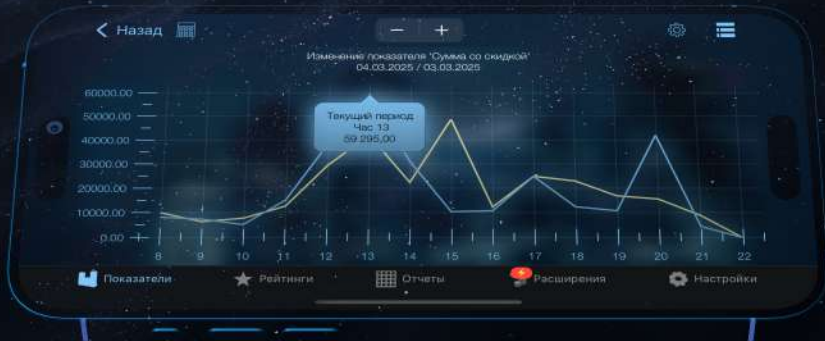 Назад
− +
Изменение показателя 'Сумма со скидкой'
04.03.2025 / 03.03.2025
60000.00
50000.00
40000.00
30000.00
20000.00
10000.00
0.00
Текущий период
Час 13
59 295,00
8 9 10 11 12 13 14 15 16 17 18 19 20 21 22
Показатели Рейтинги Отчеты Расширения Настройки